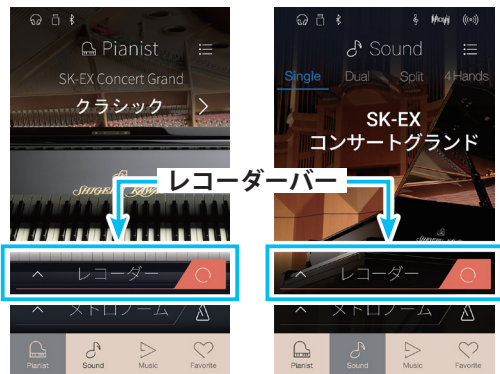 Pianist
SK-EX Concert Grand
クラシック
SHIGERU KAWAI
レコーダー
メトロノーム
Pianist
Sound
Music
Favorite
レコーダーバー
Sound
Single
Dual
Split
4 Hands
SK-EX
コンサートグランド
レコーダー
メトロノーム
Pianist
Sound
Music
Favorite